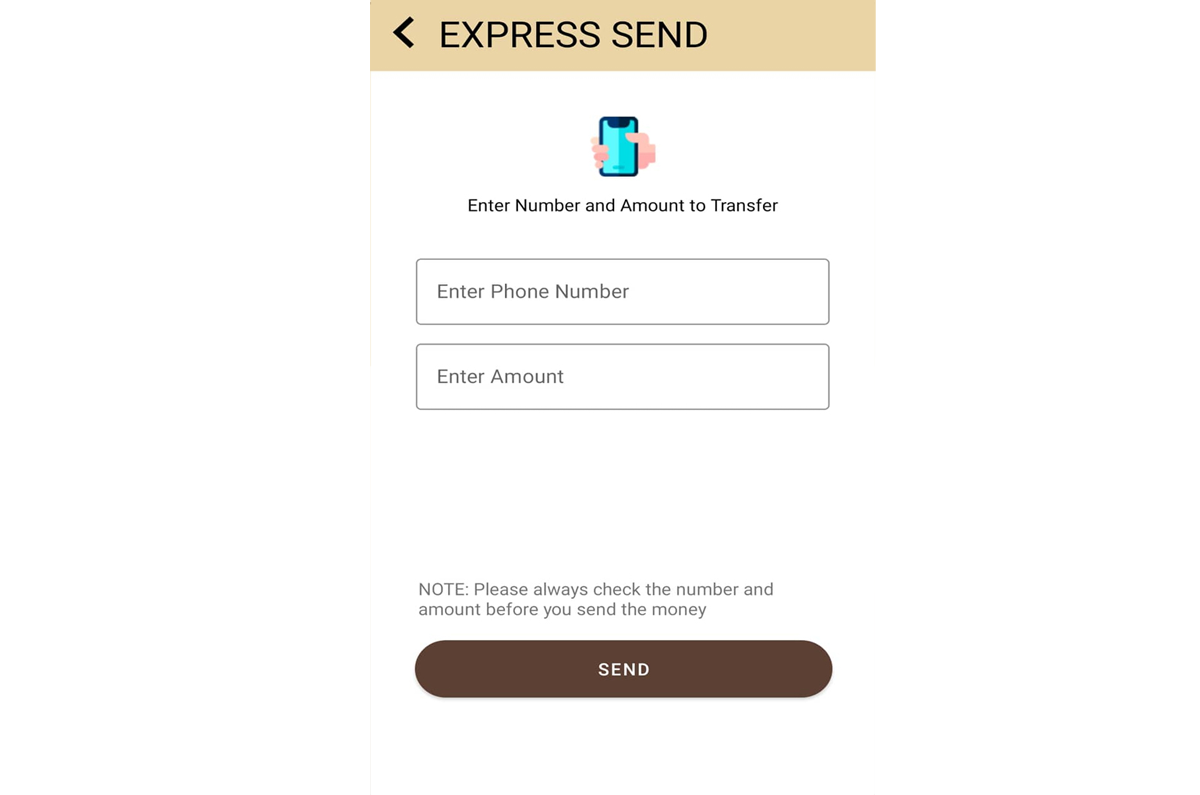 EXPRESS SEND
Enter Number and Amount to Transfer
Enter Phone Number
Enter Amount
NOTE: Please always check the number and
amount before you send the money
SEND